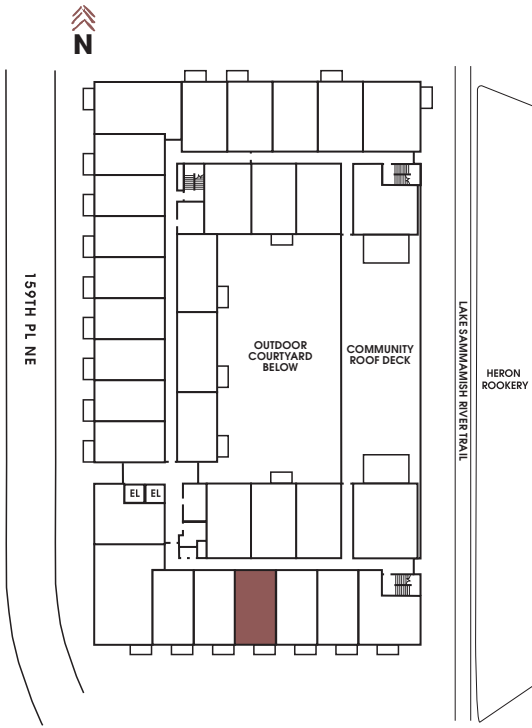 N
159TH PL NE
OUTDOOR
COURTYARD
BELOW
COMMUNITY
ROOF DECK
LAKE SAMMAMISH RIVER TRAIL
HERON
ROOKERY
EL EL